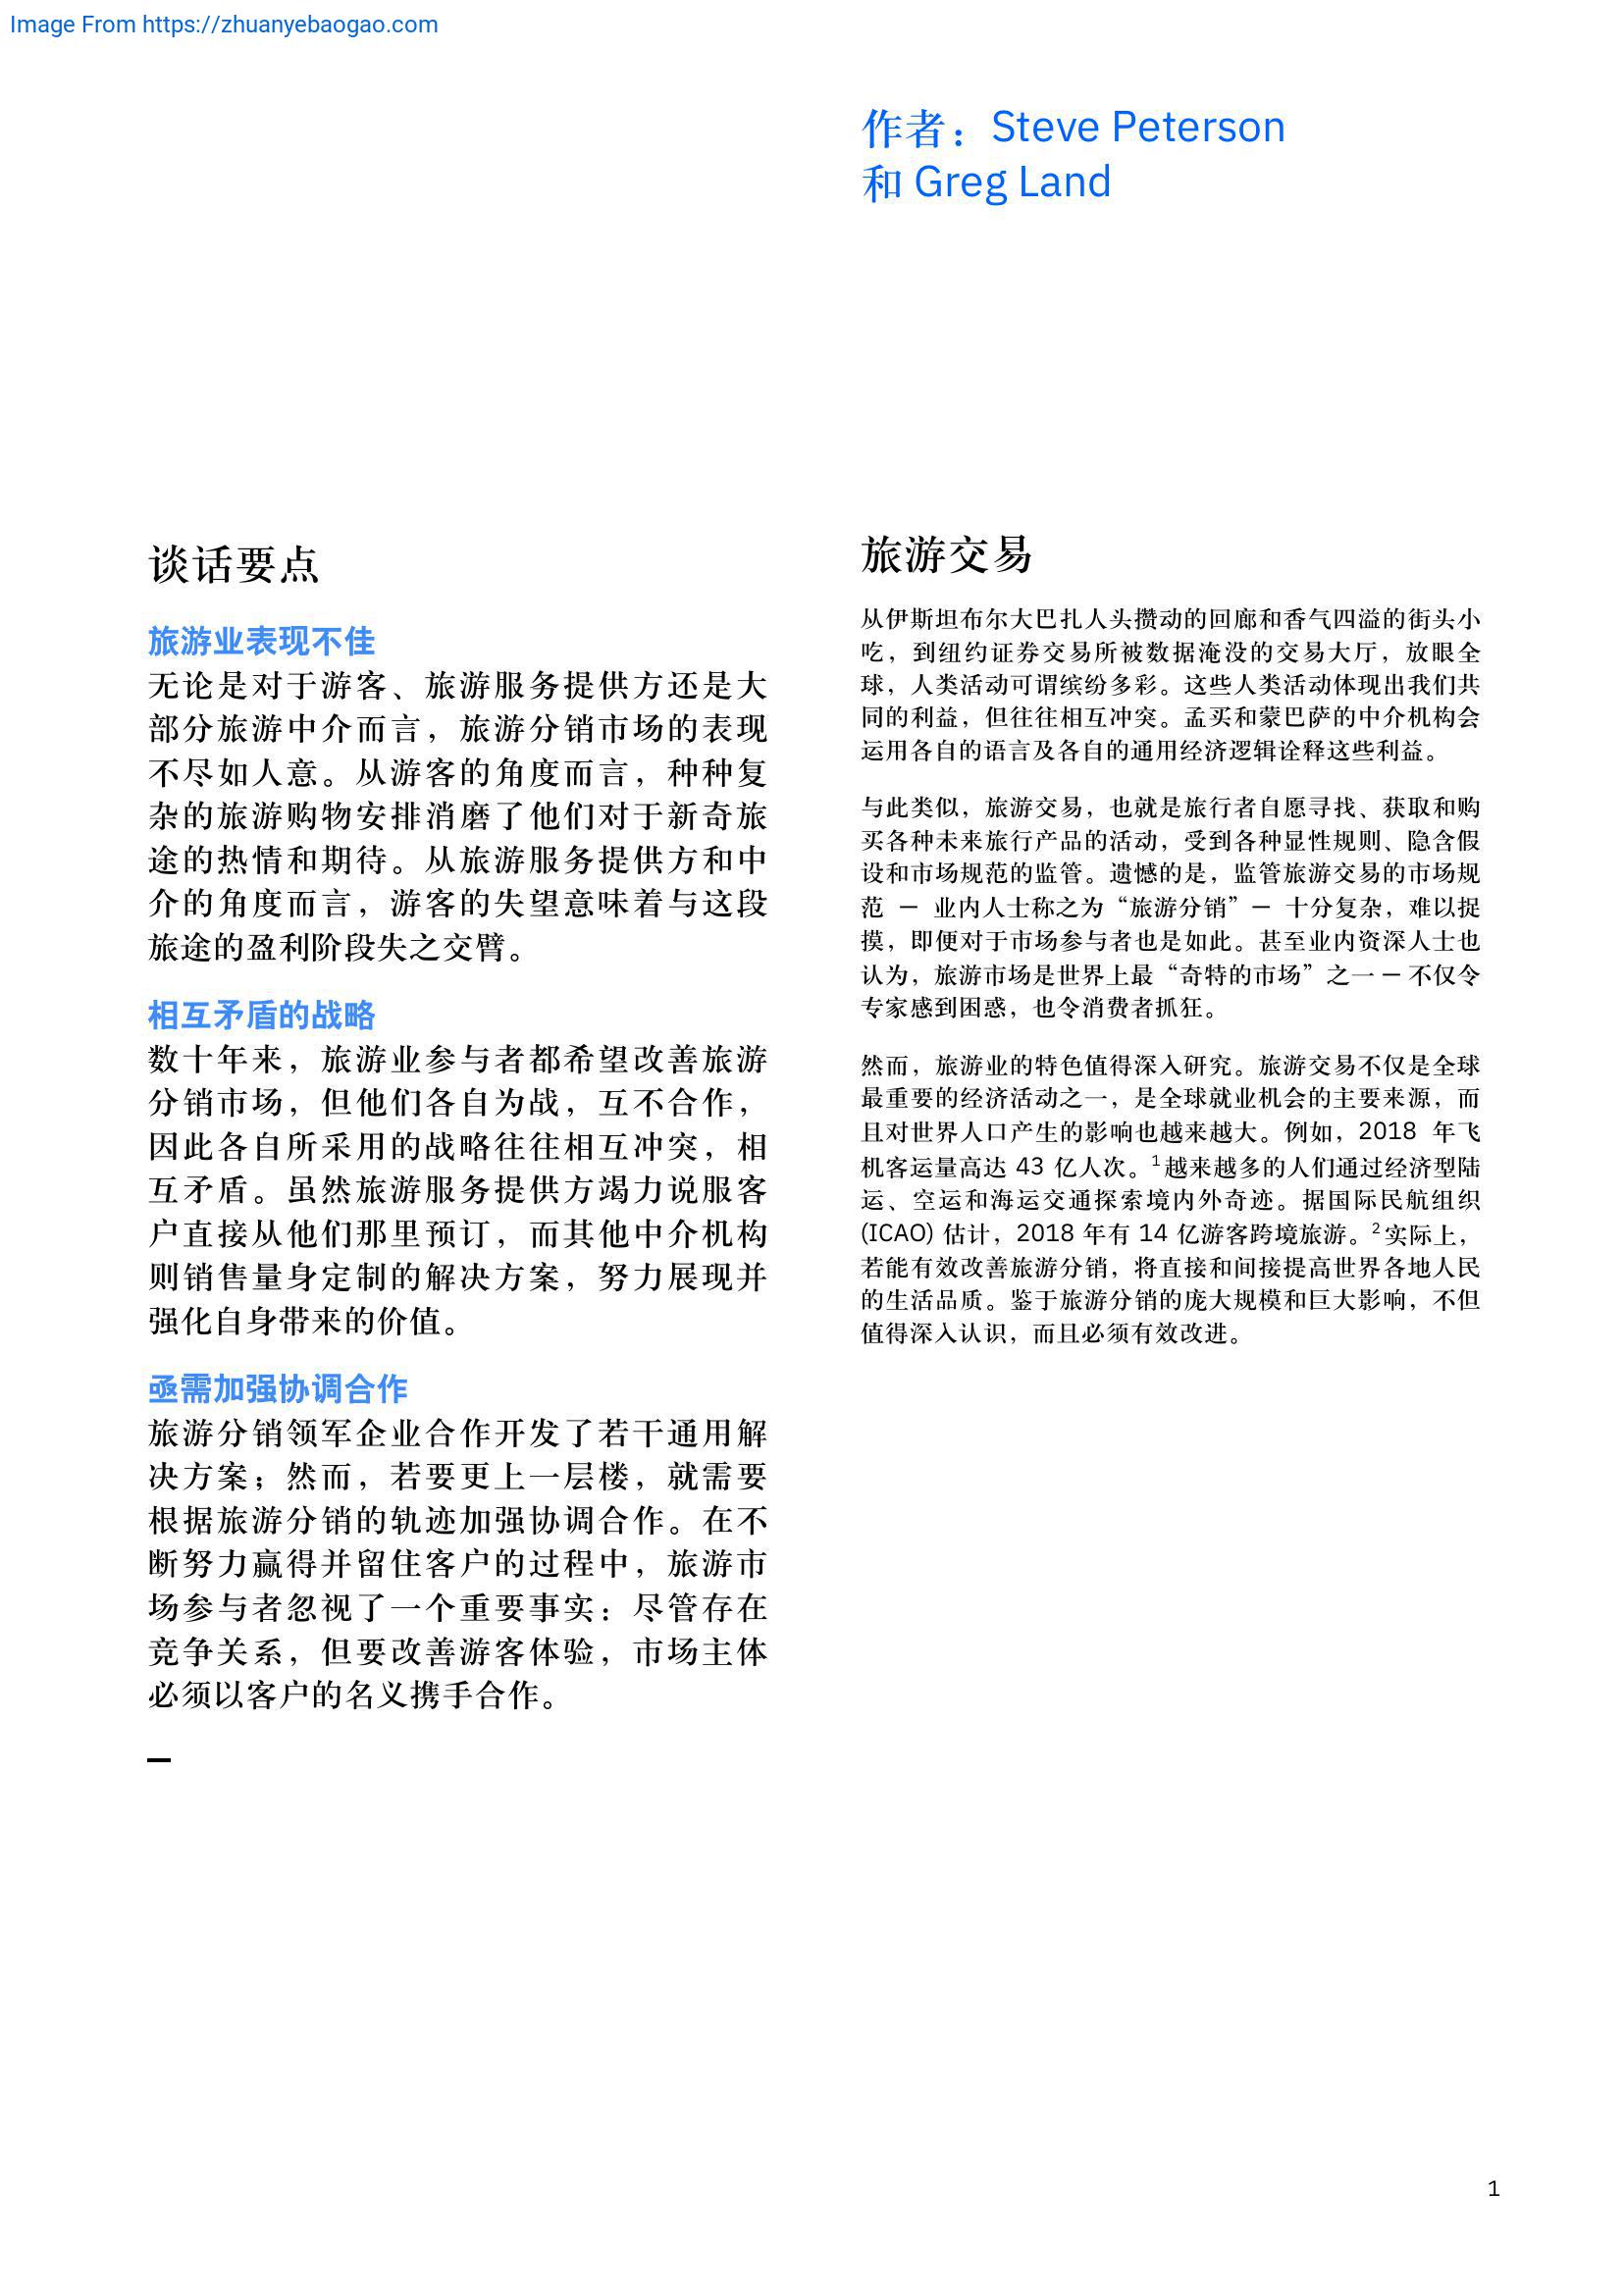 Image From https://zhuanyebaogao.com
作者：Steve Peterson
和 Greg Land
谈话要点
旅游业表现不佳
无论是对于游客、旅游服务提供方还是大
部分旅游中介而言，旅游分销市场的表现
不尽如人意。从游客的角度而言，种种复
杂的旅游购物安排消磨了他们对于新奇旅
途的热情和期待。从旅游服务提供方和中
介的角度而言，游客的失望意味着与这段
旅途的盈利阶段失之交臂。
相互矛盾的战略
数十年来，旅游业参与者都希望改善旅游
分销市场，但他们各自为战，互不合作，
因此各自所采用的战略往往相互冲突，相
互矛盾。虽然旅游服务提供方竭力说服客
户直接从他们那里预订，而其他中介机构
则销售量身定制的解决方案，努力展现并
强化自身带来的价值。
亟需加强协调合作
旅游分销领军企业合作开发了若干通用解
决方案；然而，若要更上一层楼，就需要
根据旅游分销的轨迹加强协调合作。在不
断努力赢得并留住客户的过程中，旅游市
场参与者忽视了一个重要事实：尽管存在
竞争关系，但要改善游客体验，市场主体
必须以客户的名义携手合作。
–
旅游交易
从伊斯坦布尔大巴扎人头攒动的回廊和香气四溢的街头小
吃，到纽约证券交易所被数据淹没的交易大厅，放眼全
球，人类活动可谓缤纷多彩。这些人类活动体现出我们共
同的利益，但往往相互冲突。孟买和蒙巴萨的中介机构会
运用各自的语言及各自的通用经济逻辑诠释这些利益。
与此类似，旅游交易，也就是旅行者自愿寻找、获取和购
买各种未来旅行产品的活动，受到各种显性规则、隐含假
设和市场规范的监管。遗憾的是，监管旅游交易的市场规
范 — 业内人士称之为“旅游分销”— 十分复杂，难以捉
摸，即便对于市场参与者也是如此。甚至业内资深人士也
认为，旅游市场是世界上最“奇特的市场”之一 — 不仅令
专家感到困惑，也令消费者抓狂。
然而，旅游业的特色值得深入研究。旅游交易不仅是全球
最重要的经济活动之一，是全球就业机会的主要来源，而
且对世界人口产生的影响也越来越大。例如，2018 年飞
机客运量高达 43 亿人次。¹ 越来越多的人们通过经济型陆
运、空运和海运交通探索境内外奇迹。据国际民航组织
(ICAO) 估计，2018 年有 14 亿游客跨境旅游。² 实际上，
若能有效改善旅游分销，将直接和间接提高世界各地人民
的生活品质。鉴于旅游分销的庞大规模和巨大影响，不但
值得深入认识，而且必须有效改进。
1